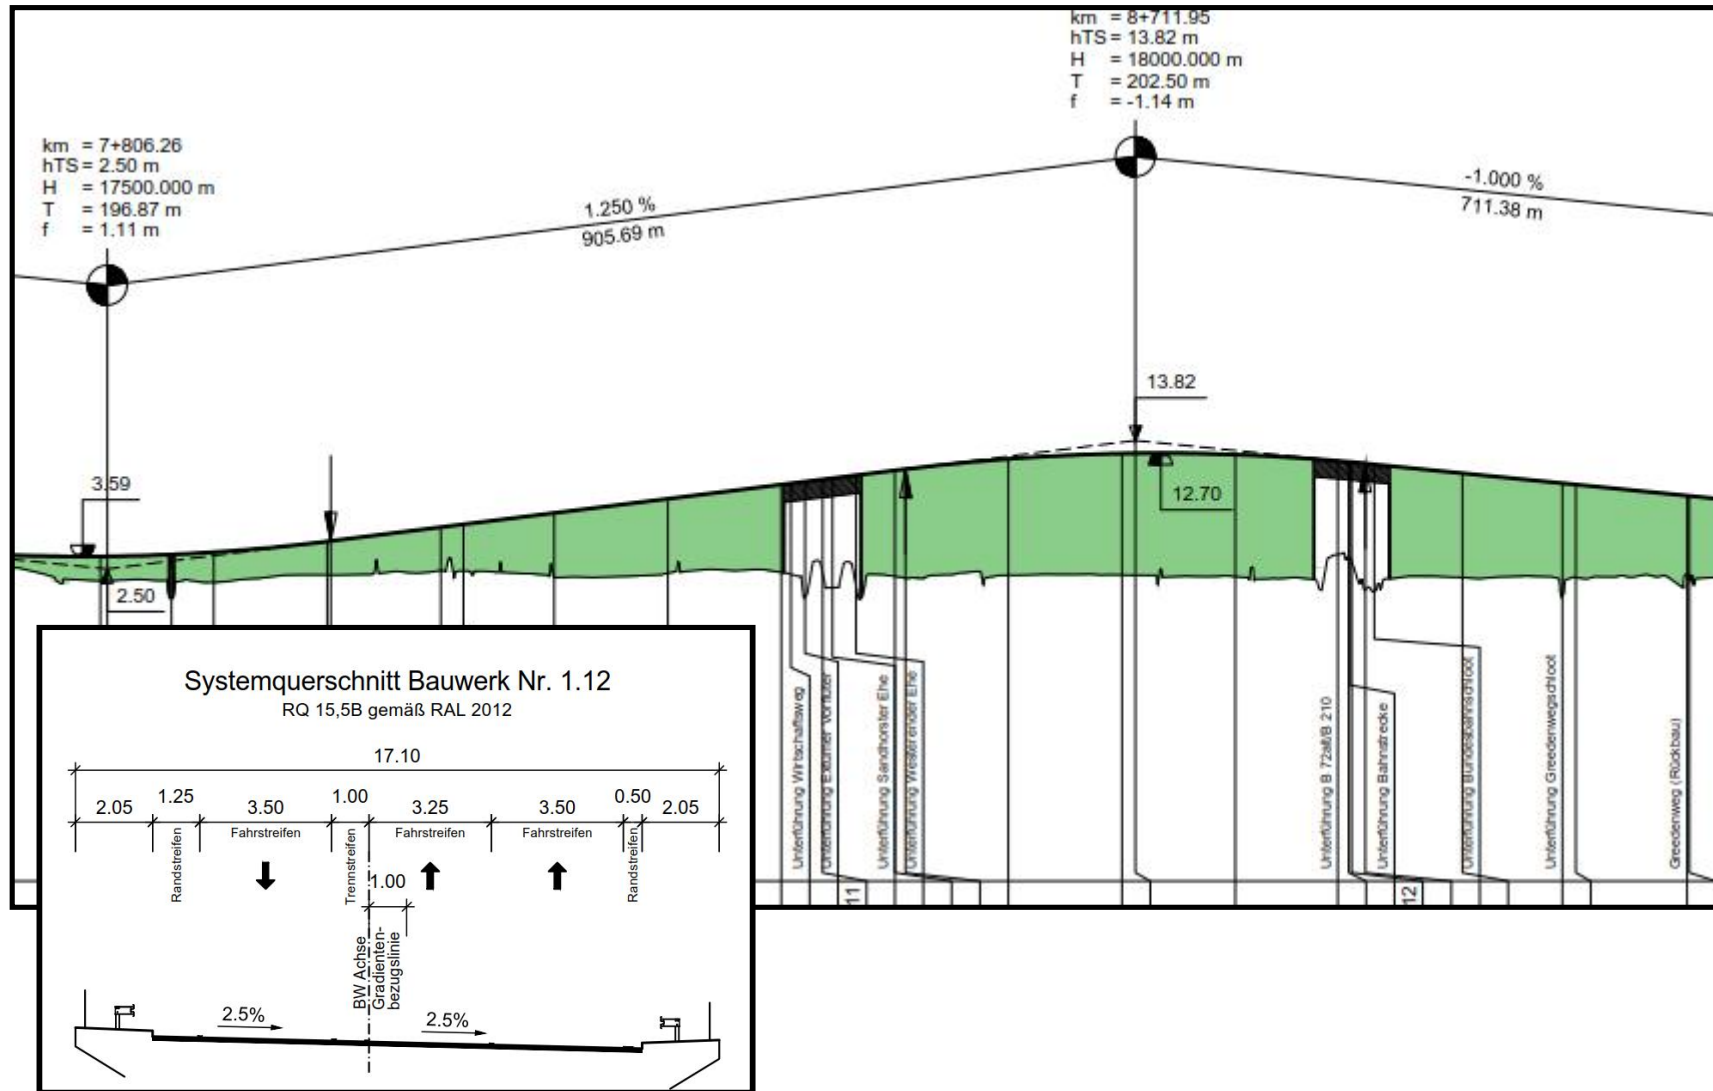 km = 8+711.95
hTS = 13.82 m
H = 18000.000 m
T = 202.50 m
f = -1.14 m
km = 7+806.26
hTS = 2.50 m
H = 17500.000 m
T = 196.87 m
f = 1.11 m
1.250 %
905.69 m
-1.000 %
711.38 m
13.82
3.59
12.70
2.50
Unterführung Wirtschaftsweg
Unterführung Extumer Vorfluter
Unterführung Sandhorster Ehe
Unterführung Westerender Ehe
Unterführung B 72alt/B 210
Unterführung Bahnstrecke
Unterführung Bundesbahnschloot
Unterführung Greedenwegschloot
Greedenweg (Rückbau)
11
12
Systemquerschnitt Bauwerk Nr. 1.12
RQ 15,5B gemäß RAL 2012
17.10
2.05 1.25 3.50 1.00 3.25 3.50 0.50 2.05
Randstreifen Fahrstreifen Trennstreifen Fahrstreifen Fahrstreifen Randstreifen
1.00
BW Achse
Gradienten-
bezugslinie
2.5% 2.5%